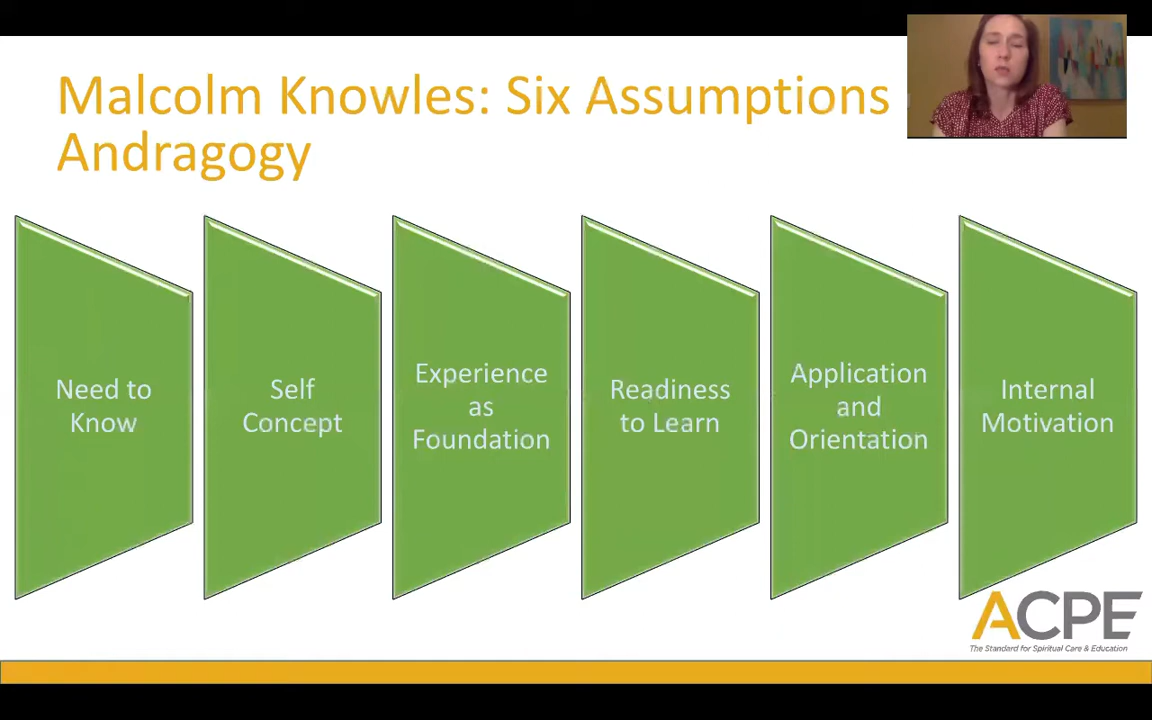 Malcolm Knowles: Six Assumptions
Andragogy
Need to
Know
Self
Concept
Experience
as
Foundation
Readiness
to Learn
Application
and
Orientation
Internal
Motivation
ACPE
The Standard for Spiritual Care & Education